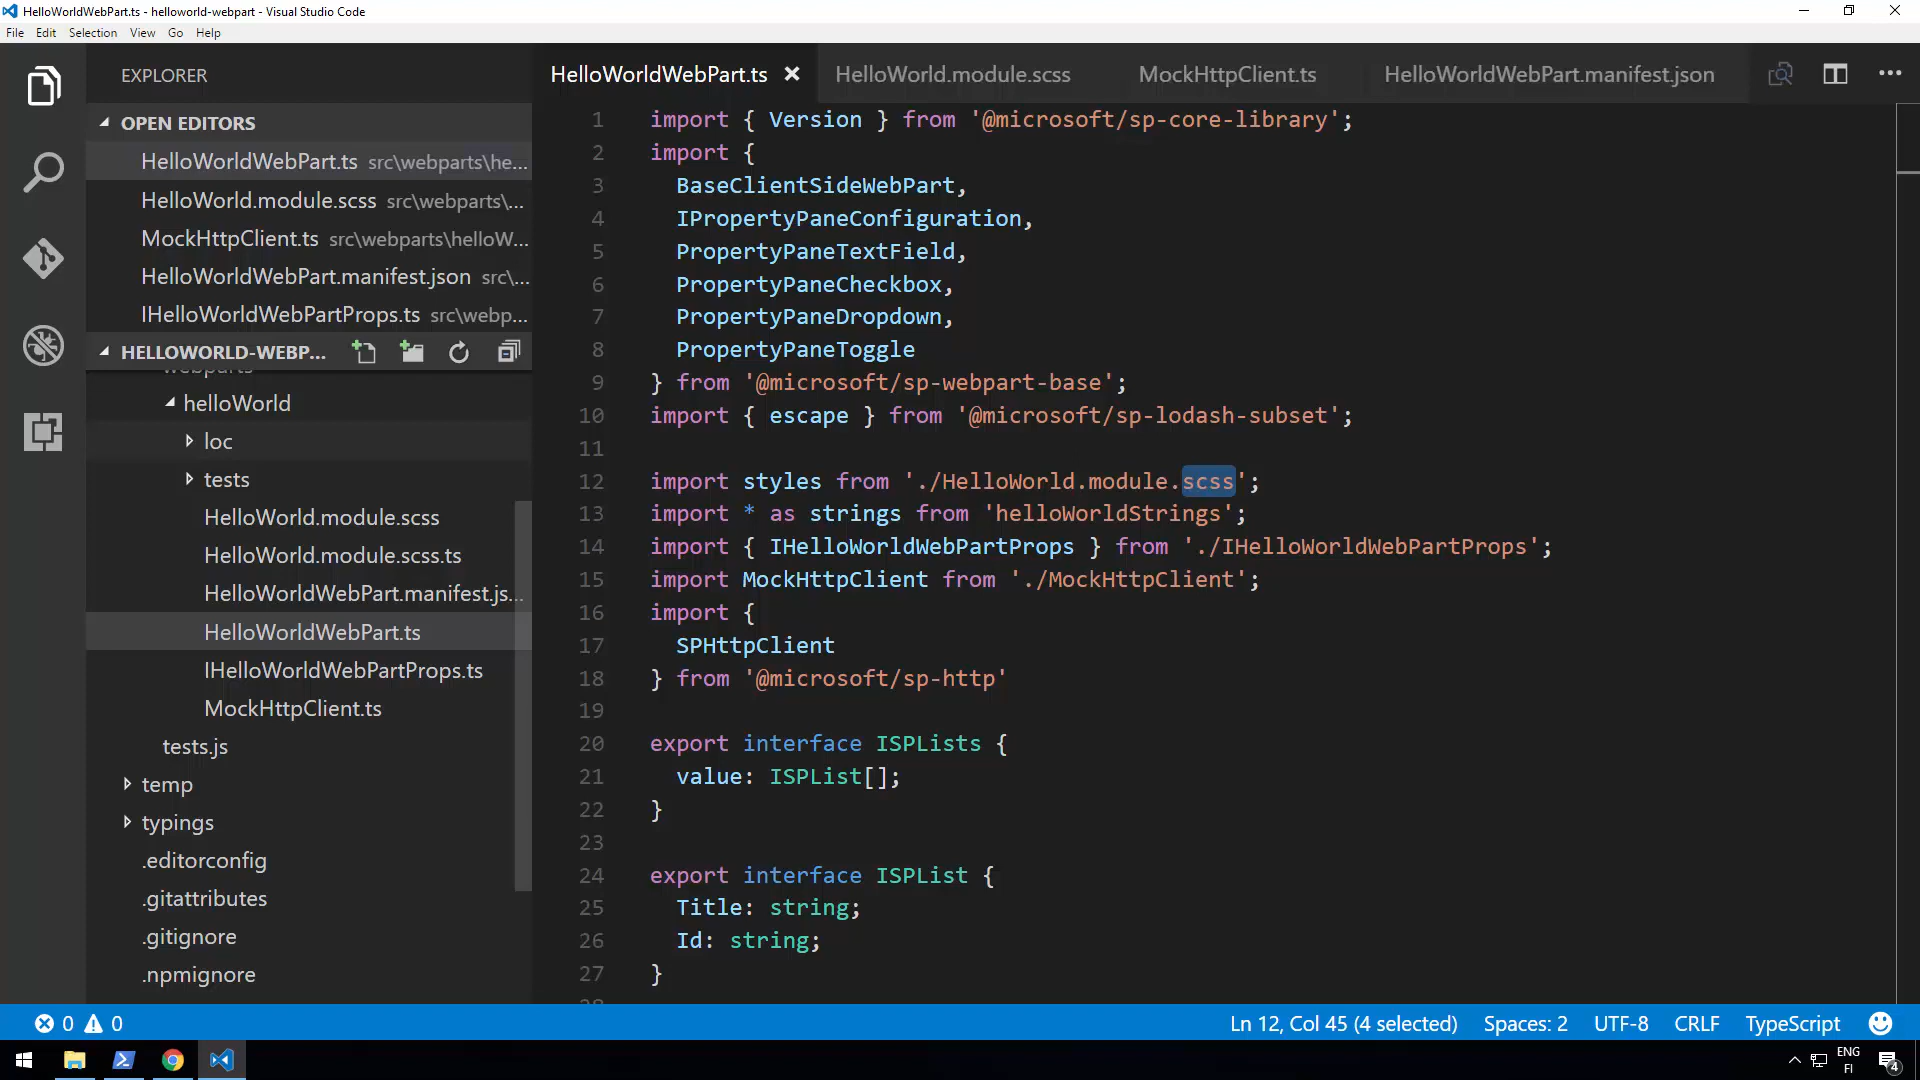 HelloWorldWebPart.ts - helloworld-webpart - Visual Studio Code
File Edit Selection View Go Help
EXPLORER
OPEN EDITORS
HelloWorldWebPart.ts src\webparts\he...
HelloWorld.module.scss src\webparts\...
MockHttpClient.ts src\webparts\helloW...
HelloWorldWebPart.manifest.json src\...
IHelloWorldWebPartProps.ts src\webp...
HELLOWORLD-WEBP...
webparts
helloWorld
loc
tests
HelloWorld.module.scss
HelloWorld.module.scss.ts
HelloWorldWebPart.manifest.js...
HelloWorldWebPart.ts
IHelloWorldWebPartProps.ts
MockHttpClient.ts
tests.js
temp
typings
.editorconfig
.gitattributes
.gitignore
.npmignore
HelloWorldWebPart.ts HelloWorld.module.scss MockHttpClient.ts HelloWorldWebPart.manifest.json
1 import { Version } from '@microsoft/sp-core-library';
2 import {
3 BaseClientSideWebPart,
4 IPropertyPaneConfiguration,
5 PropertyPaneTextField,
6 PropertyPaneCheckbox,
7 PropertyPaneDropdown,
8 PropertyPaneToggle
9 } from '@microsoft/sp-webpart-base';
10 import { escape } from '@microsoft/sp-lodash-subset';
11
12 import styles from './HelloWorld.module.scss';
13 import * as strings from 'helloWorldStrings';
14 import { IHelloWorldWebPartProps } from './IHelloWorldWebPartProps';
15 import MockHttpClient from './MockHttpClient';
16 import {
17 SPHttpClient
18 } from '@microsoft/sp-http'
19
20 export interface ISPLists {
21 value: ISPList[];
22 }
23
24 export interface ISPList {
25 Title: string;
26 Id: string;
27 }
28
0 0 Ln 12, Col 45 (4 selected) Spaces: 2 UTF-8 CRLF TypeScript
ENG
FI
4